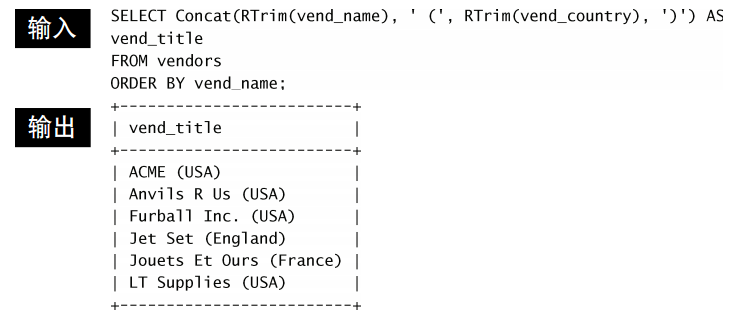 输入
SELECT Concat(RTrim(vend_name), ' (', RTrim(vend_country), ')') AS
vend_title
FROM vendors
ORDER BY vend_name;
输出
+--------------------------+
| vend_title               |
+--------------------------+
| ACME (USA)               |
| Anvils R Us (USA)        |
| Furball Inc. (USA)       |
| Jet Set (England)        |
| Jouets Et Ours (France)  |
| LT Supplies (USA)        |
+--------------------------+